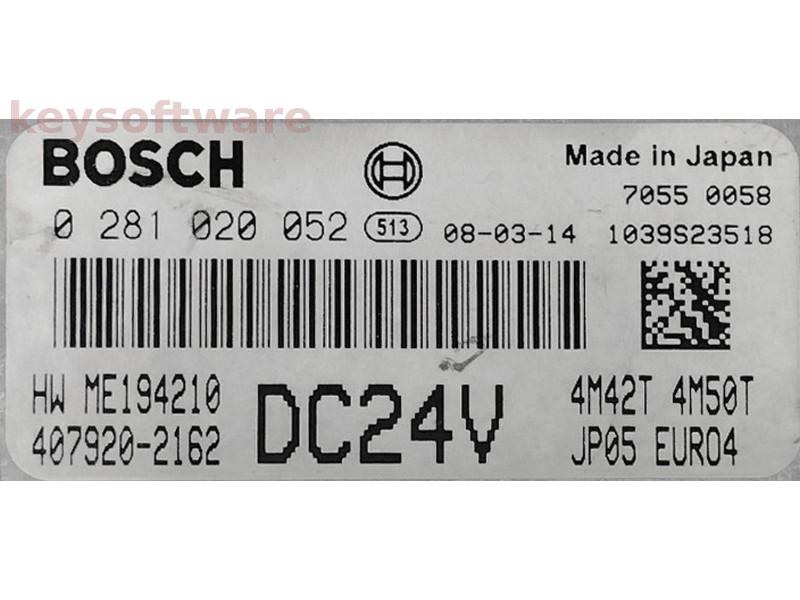 keysoftware
BOSCH
Made in Japan
7055 0058
0 281 020 052 513 08-03-14 1039S23518
HW ME194210
407920-2162
DC24V
4M42T 4M50T
JP05 EURO4